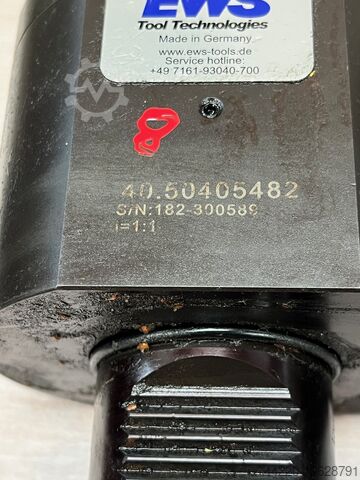 EWS
Tool Technologies
Made in Germany
www.ews-tools.de
Service hotline:
+49 7161-93040-700
8
40.50405482
S/N:182-300589
i=1:1